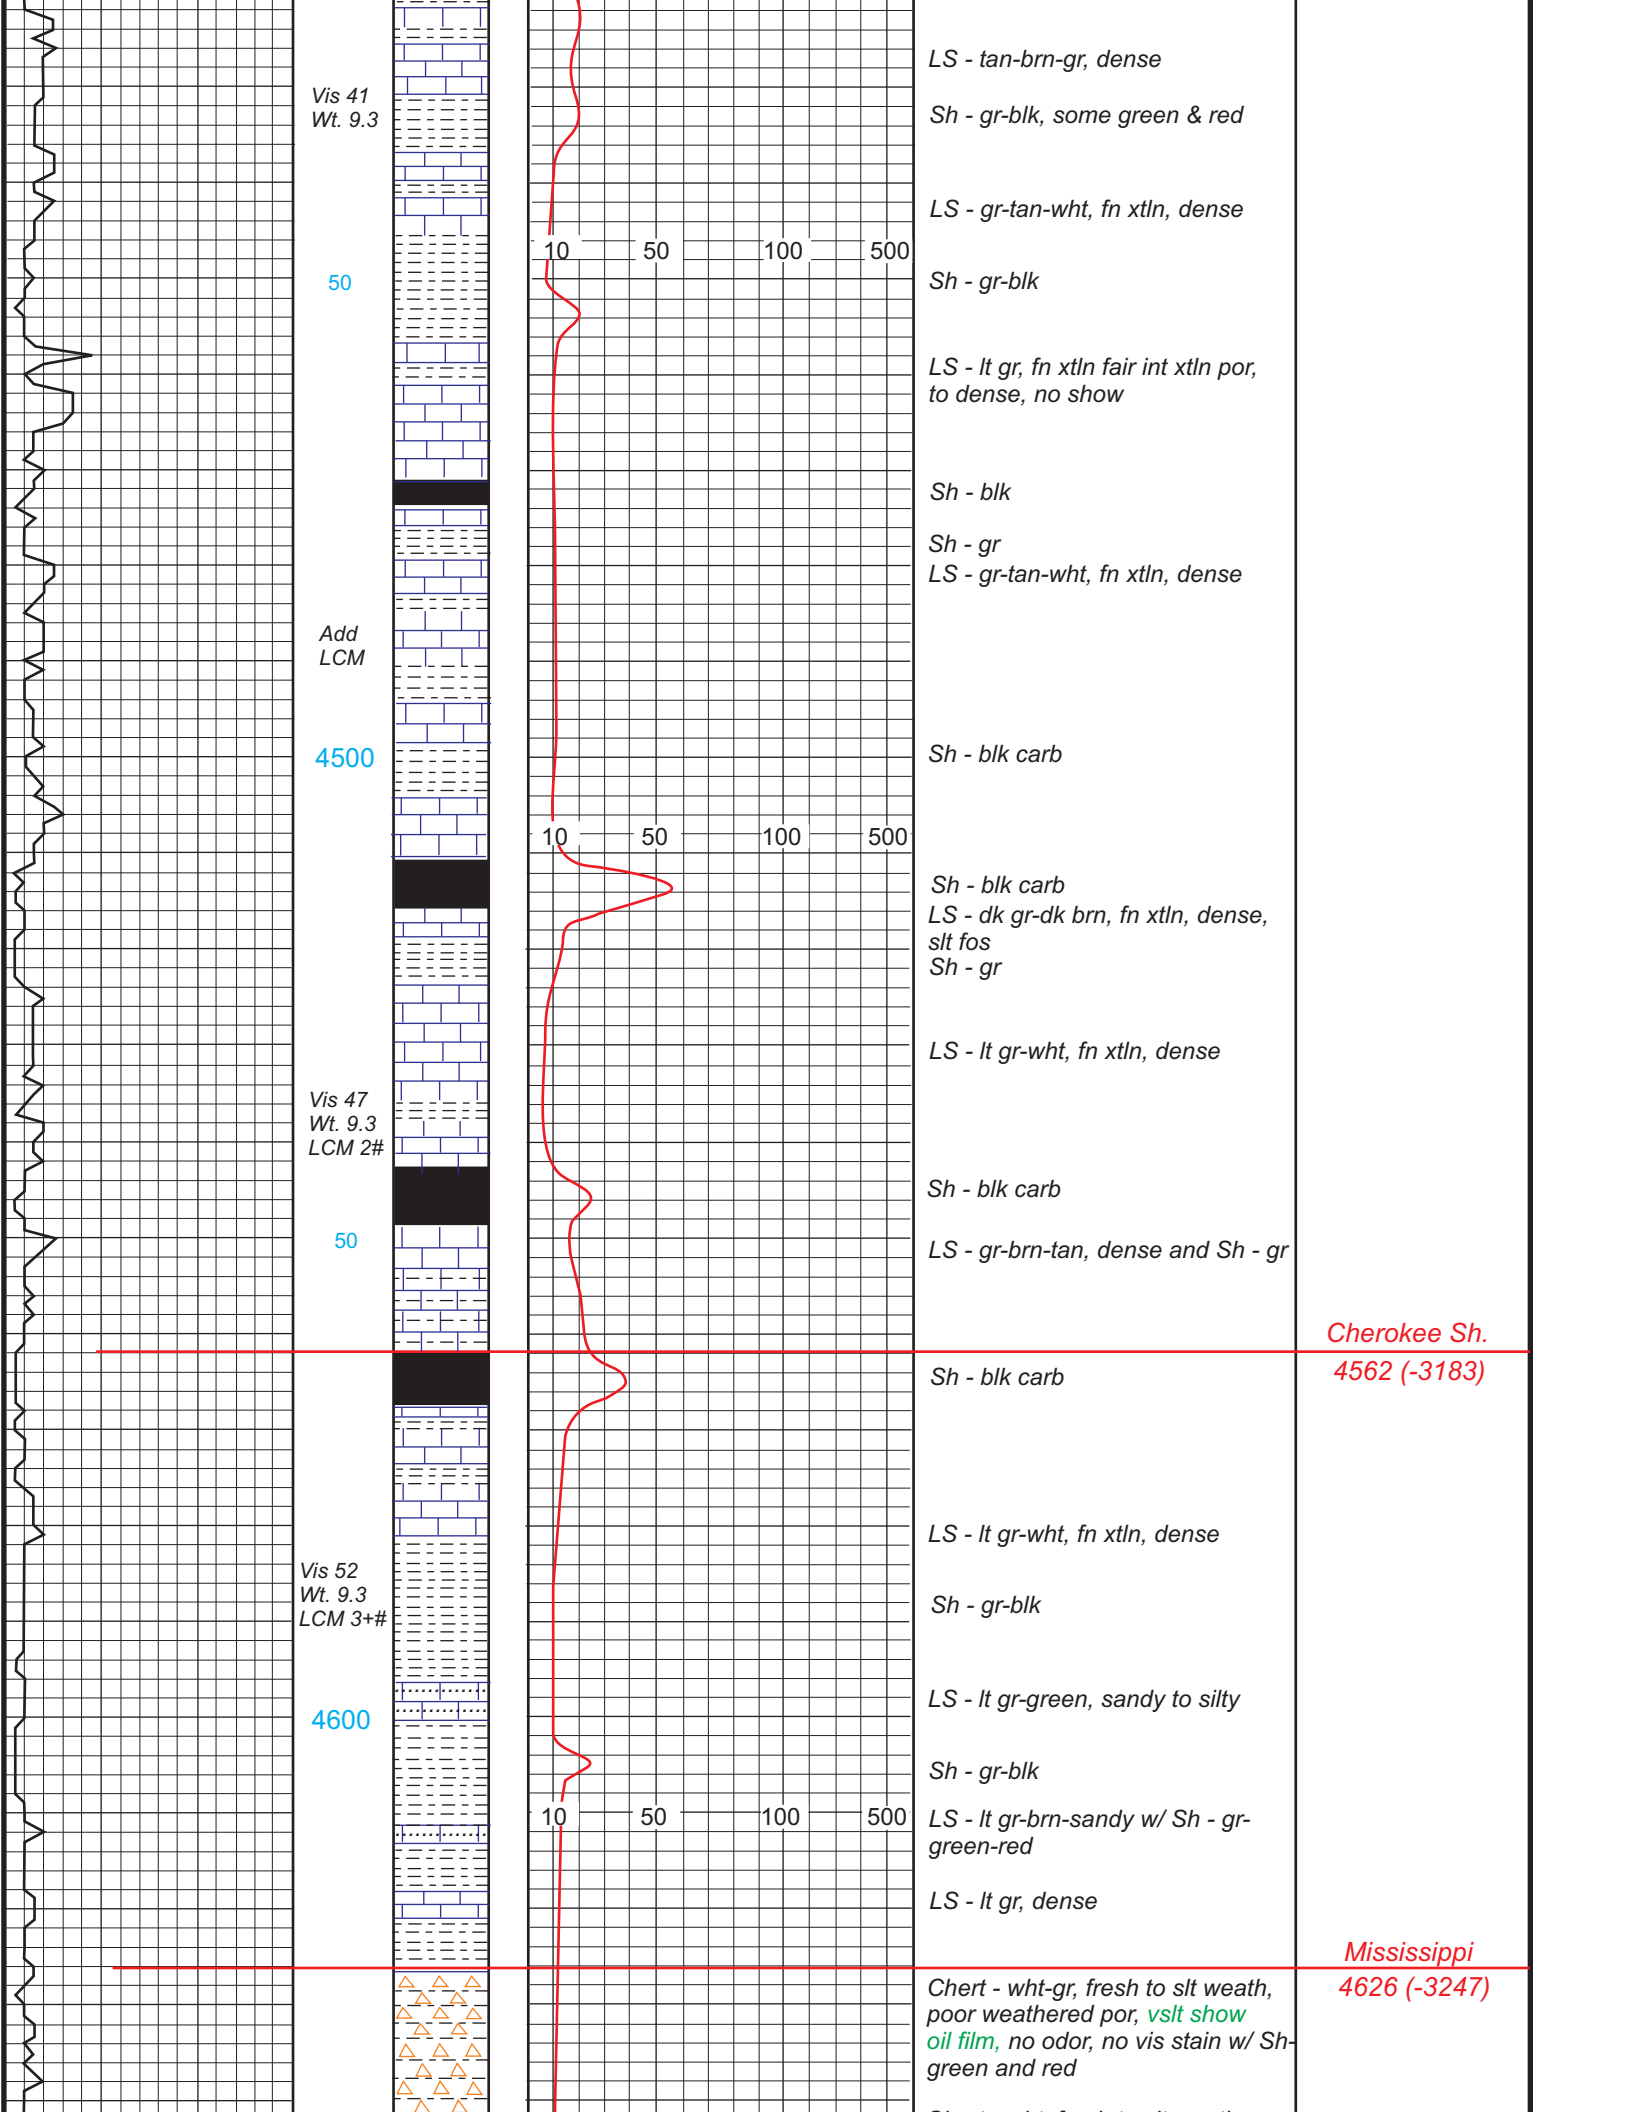 LS - tan-brn-gr, dense
Vis 41
Wt. 9.3
Sh - gr-blk, some green & red
LS - gr-tan-wht, fn xtln, dense
10 50 100 500
50
Sh - gr-blk
LS - lt gr, fn xtln fair int xtln por,
to dense, no show
Sh - blk
Sh - gr
LS - gr-tan-wht, fn xtln, dense
Add
LCM
4500
Sh - blk carb
10 50 100 500
Sh - blk carb
LS - dk gr-dk brn, fn xtln, dense,
slt fos
Sh - gr
LS - lt gr-wht, fn xtln, dense
Vis 47
Wt. 9.3
LCM 2#
Sh - blk carb
50
LS - gr-brn-tan, dense and Sh - gr
Cherokee Sh.
4562 (-3183)
Sh - blk carb
LS - lt gr-wht, fn xtln, dense
Vis 52
Wt. 9.3
LCM 3+#
Sh - gr-blk
LS - lt gr-green, sandy to silty
4600
Sh - gr-blk
10 50 100 500
LS - lt gr-brn-sandy w/ Sh - gr-
green-red
LS - lt gr, dense
Mississippi
4626 (-3247)
Chert - wht-gr, fresh to slt weath,
poor weathered por, vslt show
oil film, no odor, no vis stain w/ Sh-
green and red